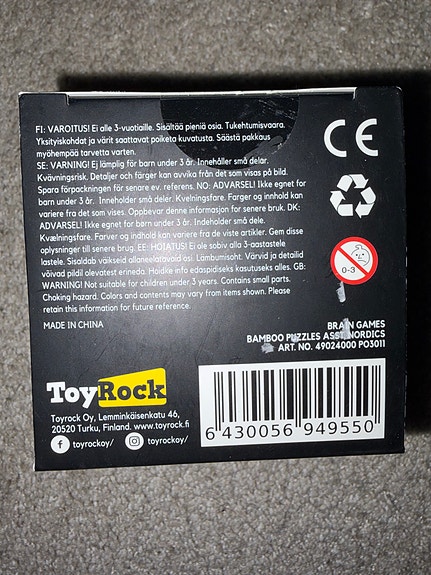 FI: VAROITUS! Ei alle 3-vuotiaille. Sisältää pieniä osia. Tukehtumisvaara.
Yksityiskohdat ja värit saattavat poiketa kuvatusta. Säästä pakkaus
myöhempää tarvetta varten.
SE: VARNING! Ej lämplig för barn under 3 år. Innehåller små delar.
Kvävningsrisk. Detaljer och färger kan avvika från det som visas på bild.
Spara förpackningen för senare ev. referens. NO: ADVARSEL! Ikke egnet for
barn under 3 år. Inneholder små deler. Kvelningsfare. Farger og innhold kan
variere fra det som vises. Oppbevar denne informasjon for senere bruk. DK:
ADVARSEL! Ikke egnet for barn under 3 år. Indeholder små dele.
Kvælningsfare. Farver og indhold kan variere fra de viste artikler. Gem disse
oplysninger til senere brug. EE: HOIATUS! Ei ole sobiv alla 3-aastastele
lastele. Sisaldab väikseid allaneelatavaid osi. Lämbumisoht. Värvid ja detailid
võivad pildil olevatest erineda. Hoidke info edaspidiseks kasutuseks alles. GB:
WARNING! Not suitable for children under 3 years. Contains small parts.
Choking hazard. Colors and contents may vary from items shown. Please
retain this information for future reference.
MADE IN CHINA
CE
0-3
BRAIN GAMES
BAMBOO PUZZLES ASST NORDICS
ART. NO. 49024000 PO3011
ToyRock
Toyrock Oy, Lemminkäisenkatu 46,
20520 Turku, Finland. www.toyrock.fi
toyrockoy/ toyrockoy/
6 430056 949550